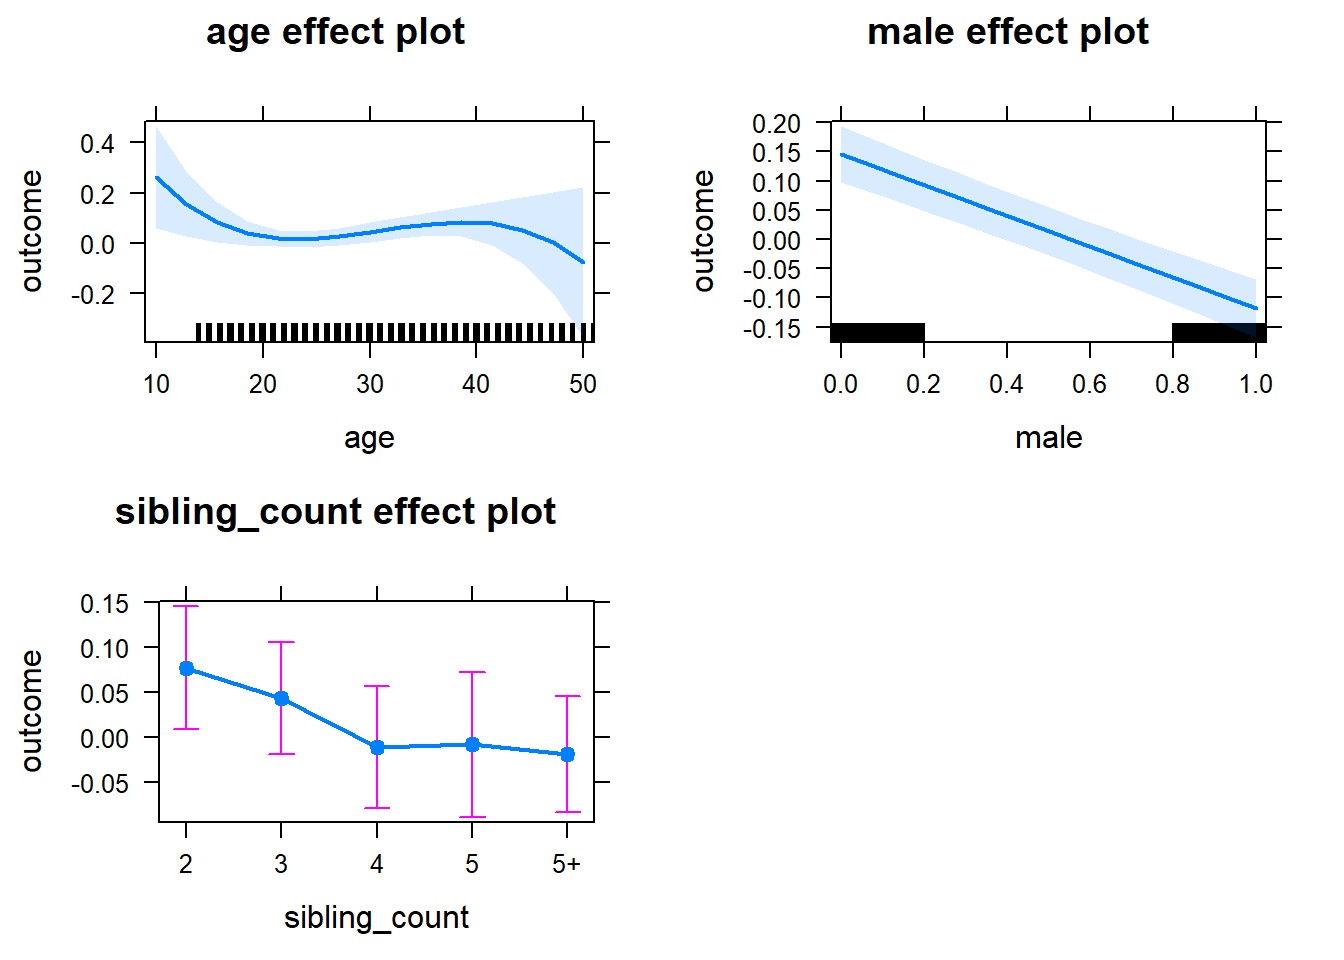 age effect plot
outcome
0.4
0.2
0.0
-0.2
10 20 30 40 50
age
male effect plot
outcome
0.20
0.15
0.10
0.05
0.00
-0.05
-0.10
-0.15
0.0 0.2 0.4 0.6 0.8 1.0
male
sibling_count effect plot
outcome
0.15
0.10
0.05
0.00
-0.05
2 3 4 5 5+
sibling_count